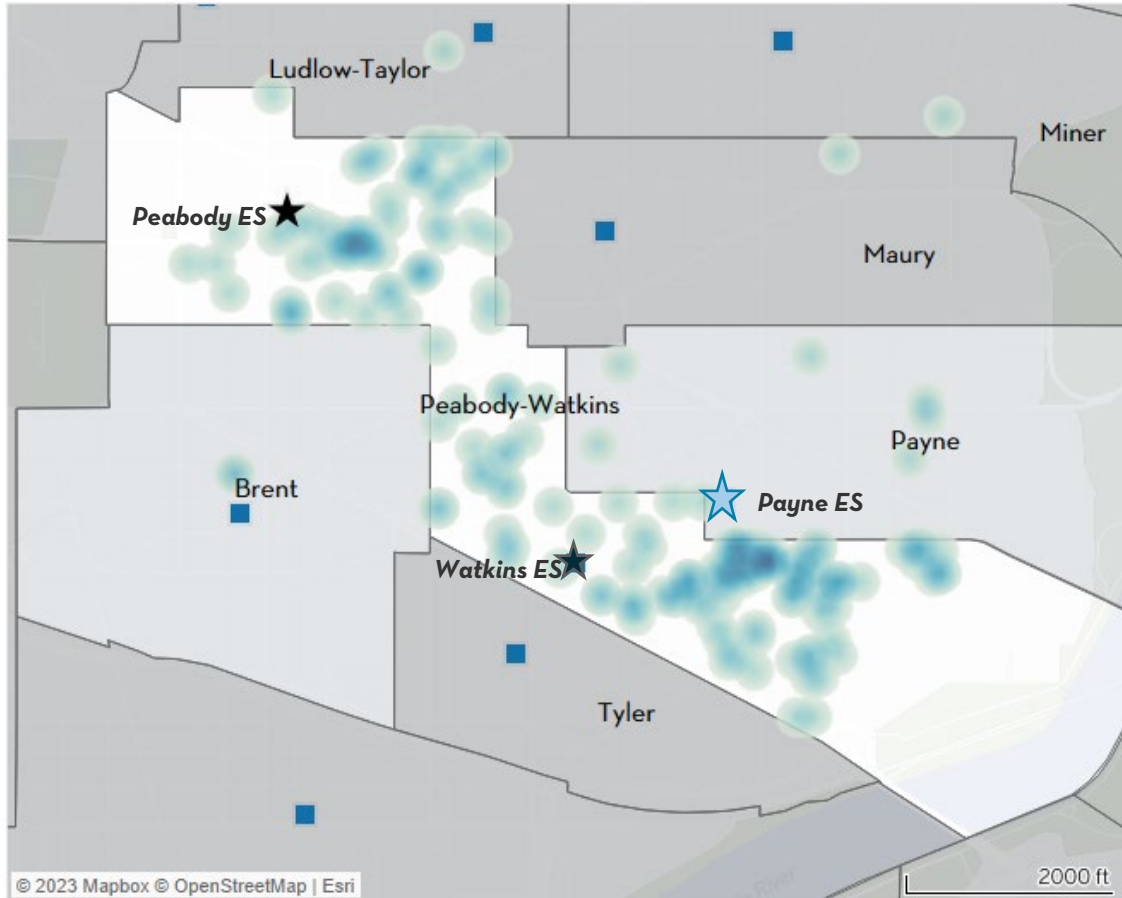 Ludlow-Taylor
Miner
Peabody ES
Maury
Peabody-Watkins
Payne
Brent
Payne ES
Watkins ES
Tyler
River
© 2023 Mapbox © OpenStreetMap | Esri
2000 ft